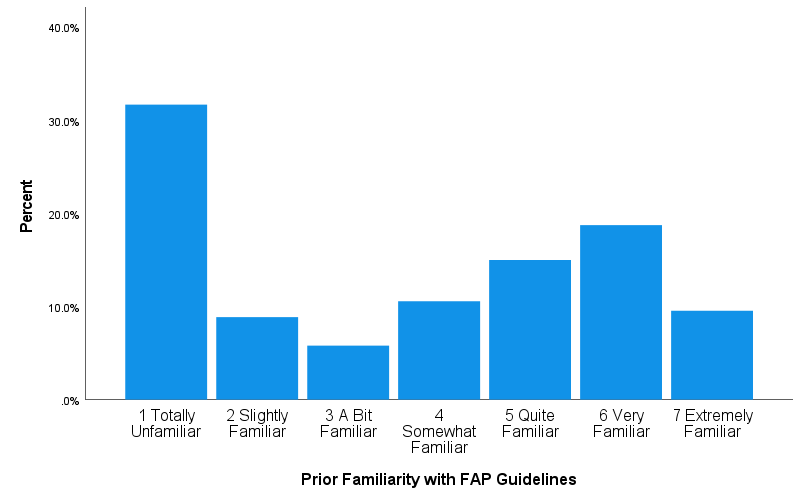 40.0%
30.0%
20.0%
10.0%
.0%
Percent
1 Totally
Unfamiliar
2 Slightly
Familiar
3 A Bit
Familiar
4
Somewhat
Familiar
5 Quite
Familiar
6 Very
Familiar
7 Extremely
Familiar
Prior Familiarity with FAP Guidelines